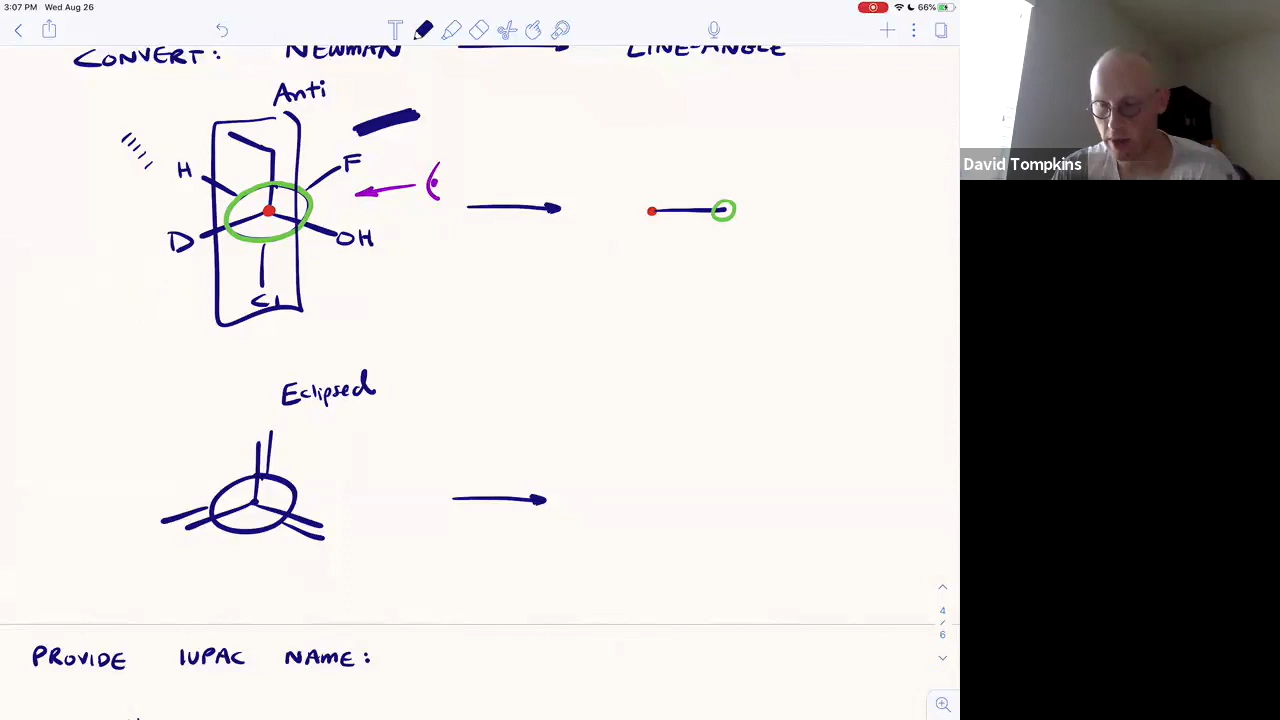 3:07 PM Wed Aug 26
66%
CONVERT: NEWMAN LINE-ANGLE
Anti
H F
D OH
Cl
David Tompkins
Eclipsed
4
/
6
PROVIDE IUPAC NAME:
T